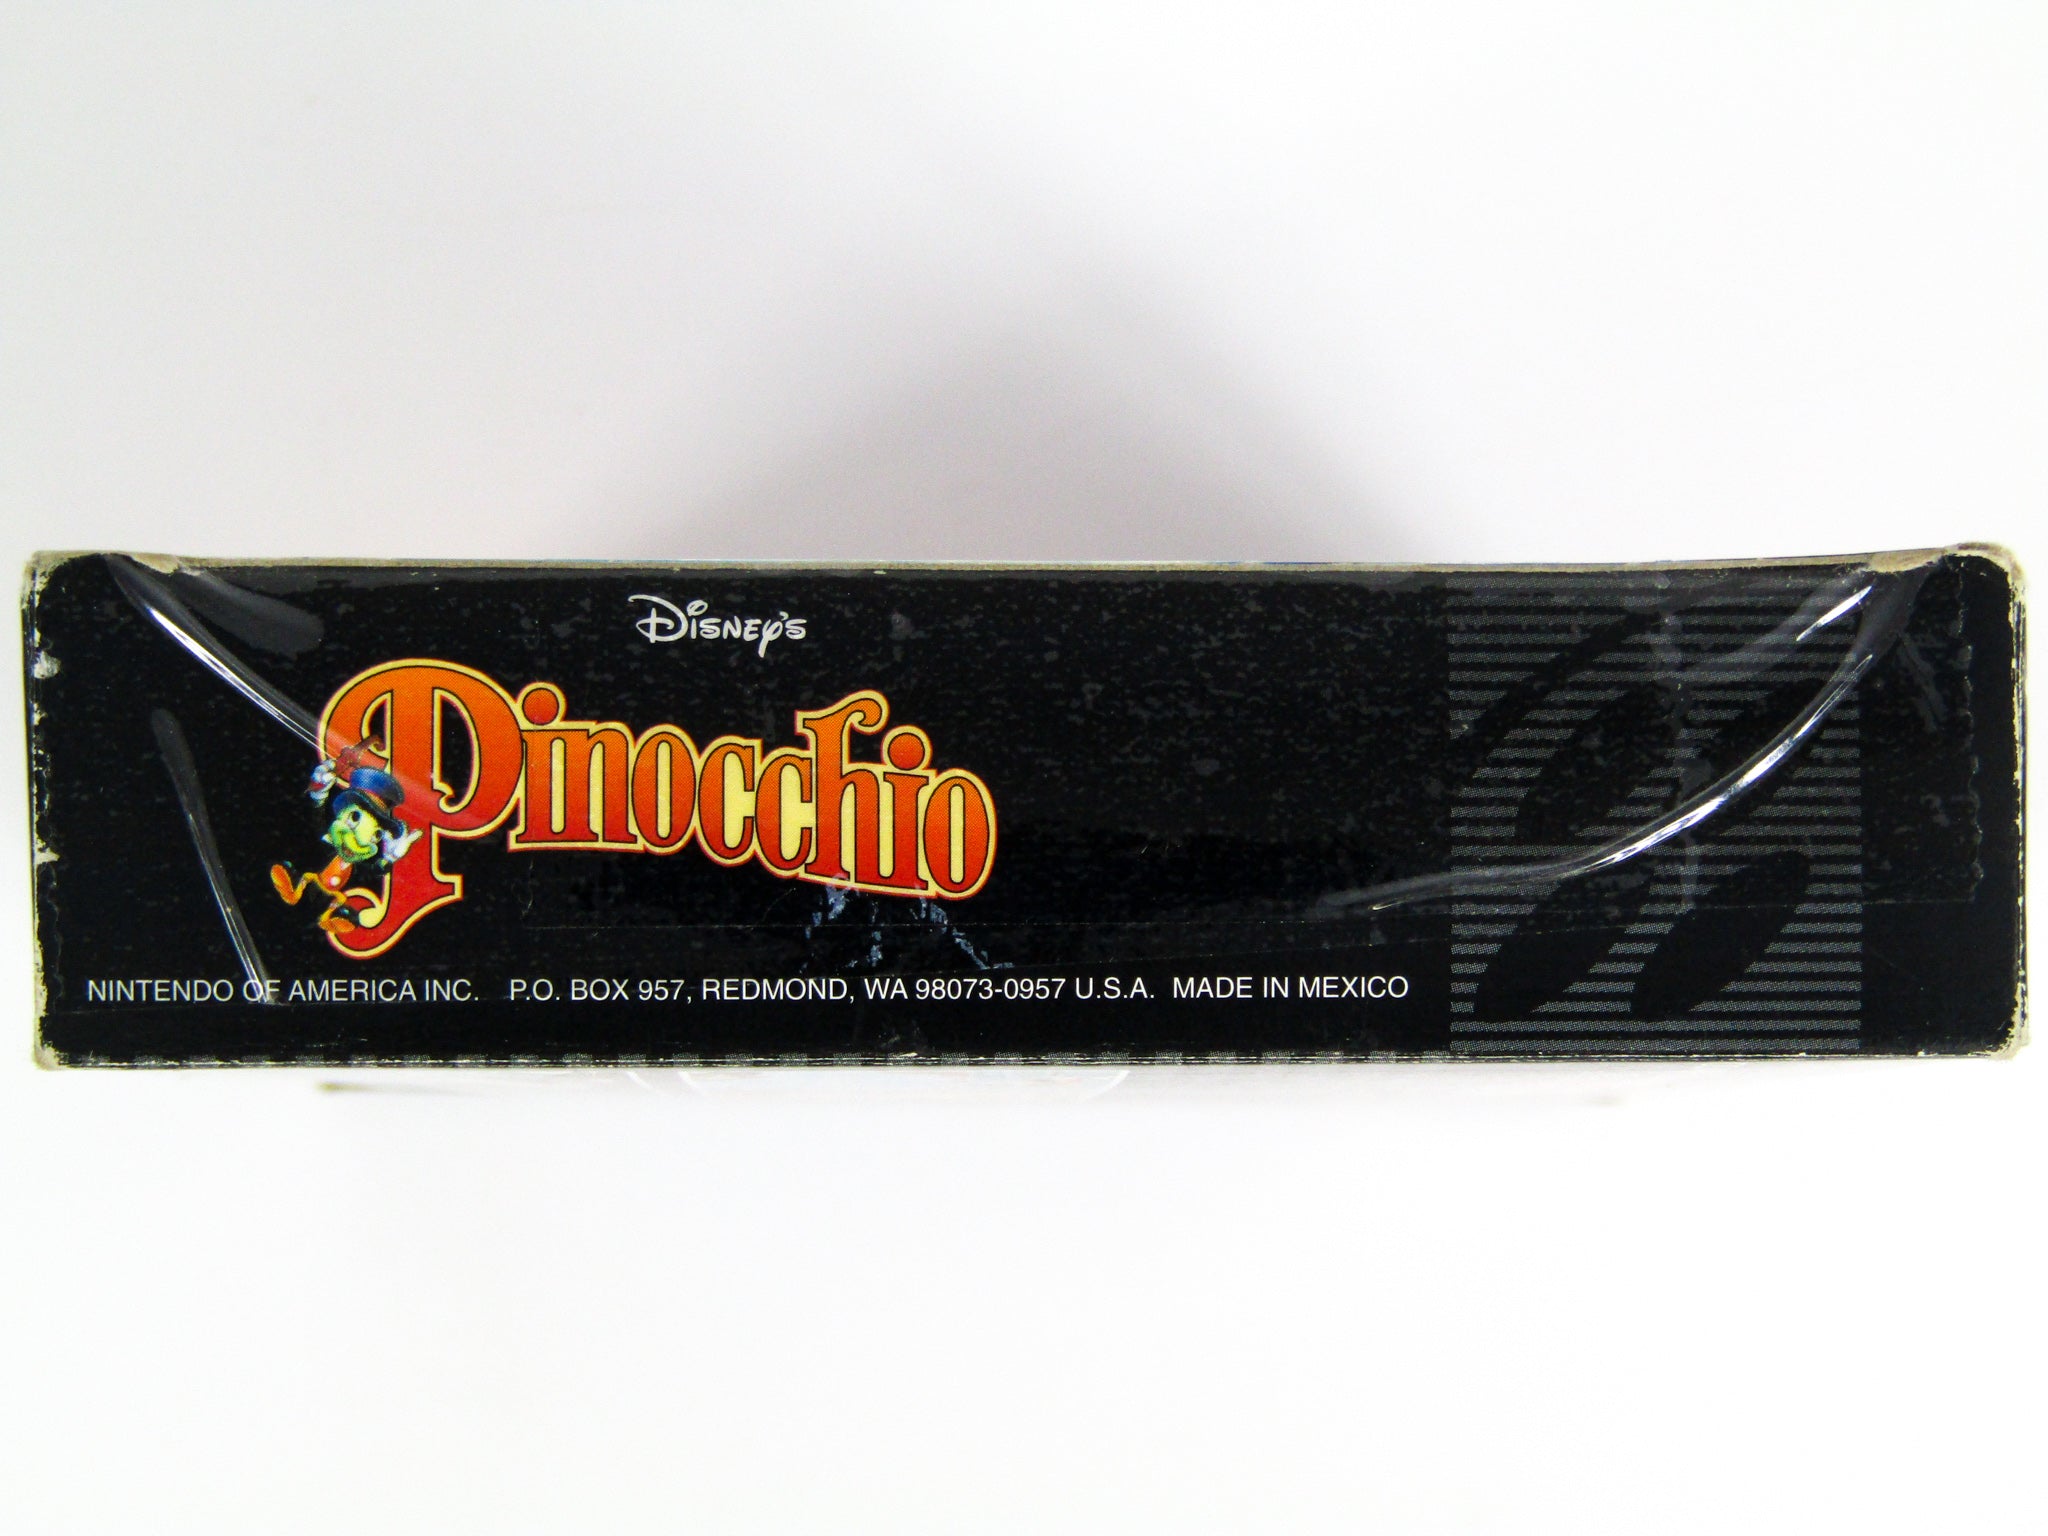 Disney's
Pinocchio
NINTENDO OF AMERICA INC. P.O. BOX 957, REDMOND, WA 98073-0957 U.S.A. MADE IN MEXICO